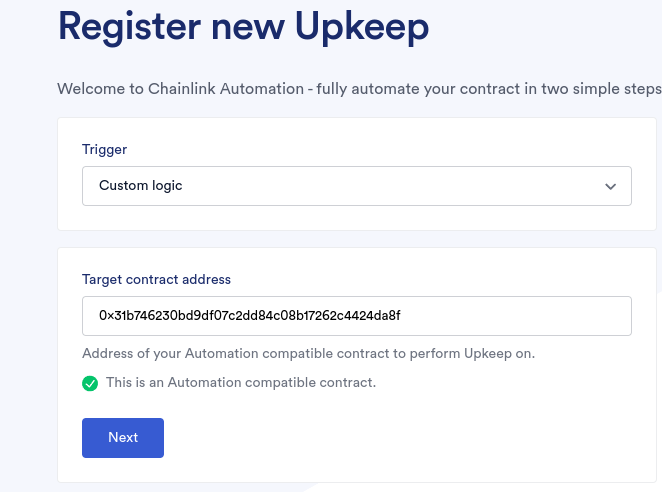 Register new Upkeep
Welcome to Chainlink Automation - fully automate your contract in two simple steps
Trigger
Custom logic
Target contract address
0x31b746230bd9df07c2dd84c08b17262c4424da8f
Address of your Automation compatible contract to perform Upkeep on.
This is an Automation compatible contract.
Next